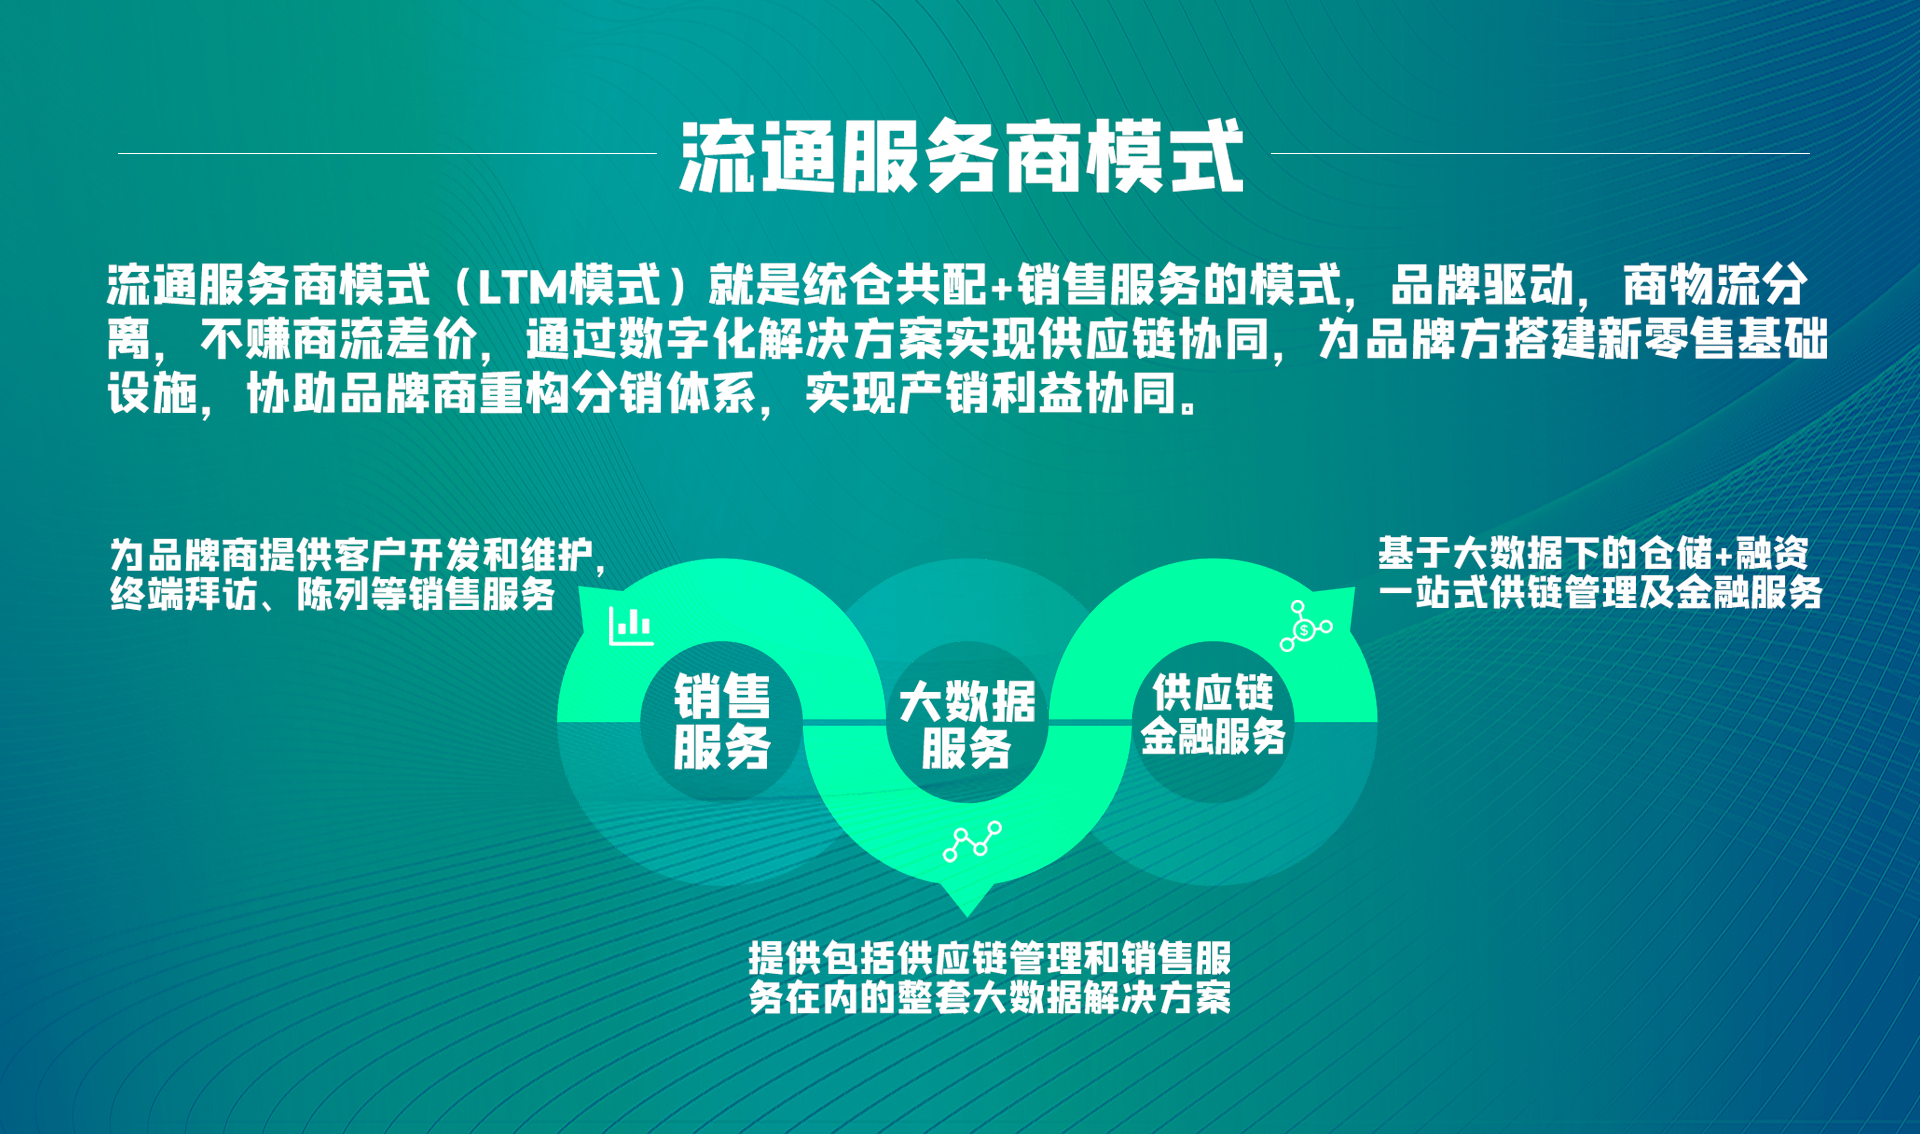 流通服务商模式
流通服务商模式（LTM模式）就是统仓共配+销售服务的模式，品牌驱动，商物流分
离，不赚商流差价，通过数字化解决方案实现供应链协同，为品牌方搭建新零售基础
设施，协助品牌商重构分销体系，实现产销利益协同。
为品牌商提供客户开发和维护，
终端拜访、陈列等销售服务
基于大数据下的仓储+融资
一站式供链管理及金融服务
$
销售
服务
大数据
服务
供应链
金融服务
提供包括供应链管理和销售服
务在内的整套大数据解决方案